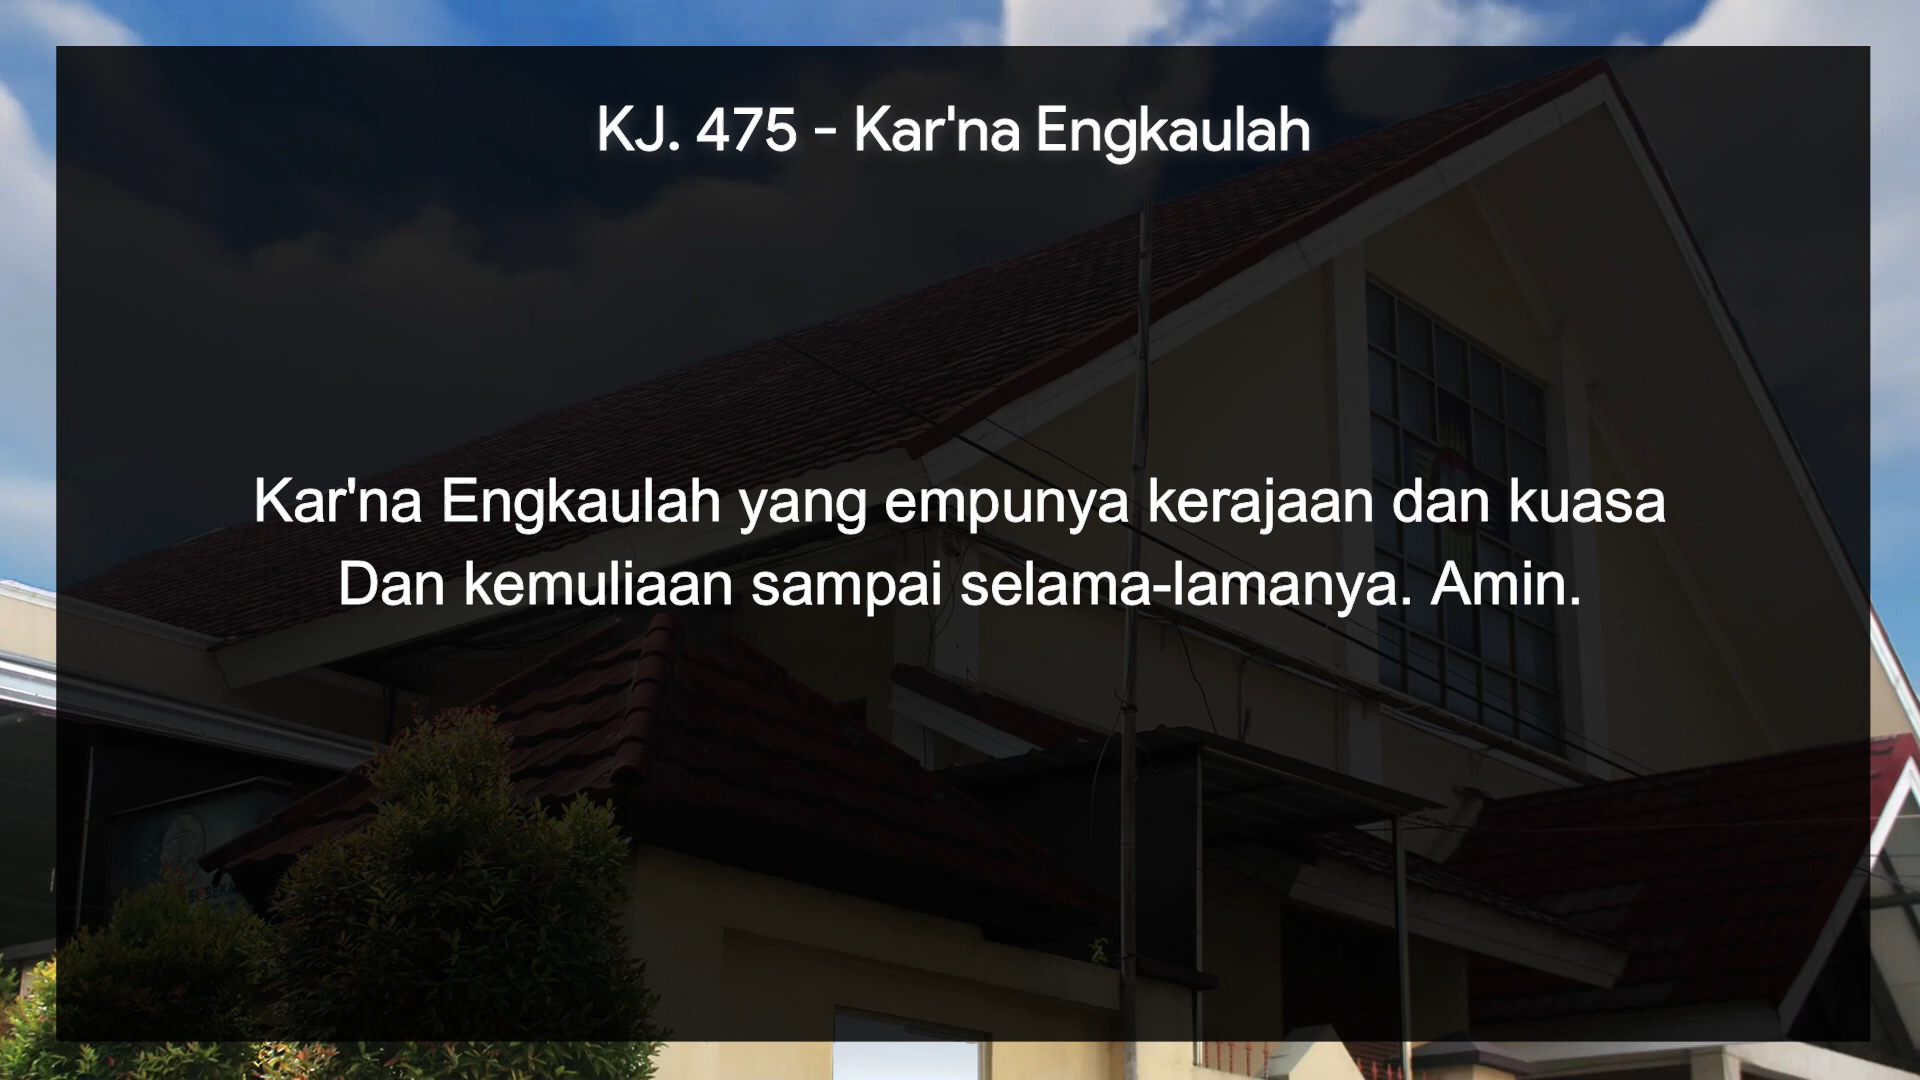 KJ. 475 - Kar'na Engkaulah
Kar'na Engkaulah yang empunya kerajaan dan kuasa
Dan kemuliaan sampai selama-lamanya. Amin.